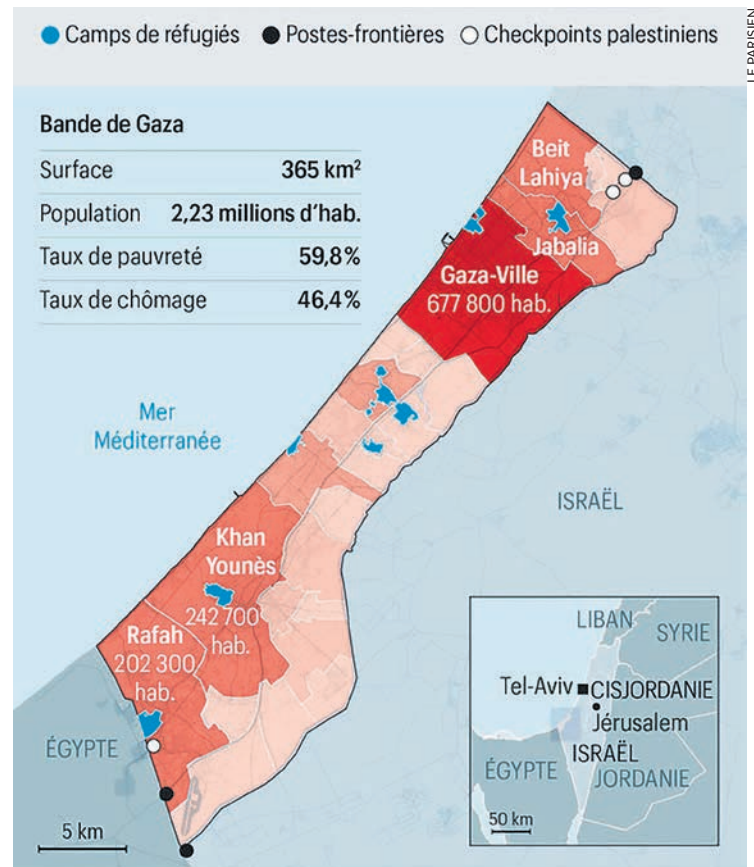 Camps de réfugiés Postes-frontières Checkpoints palestiniens
LE PARISIEN
Bande de Gaza
Surface 365 km²
Population 2,23 millions d'hab.
Taux de pauvreté 59,8%
Taux de chômage 46,4%
Beit
Lahiya
Jabalia
Gaza-Ville
677 800 hab.
Mer
Méditerranée
ISRAËL
Khan
Younès
242 700
hab.
Rafah
202 300
hab.
ÉGYPTE
5 km
LIBAN
SYRIE
Tel-Aviv CISJORDANIE
Jérusalem
ISRAËL
ÉGYPTE
JORDANIE
50 km